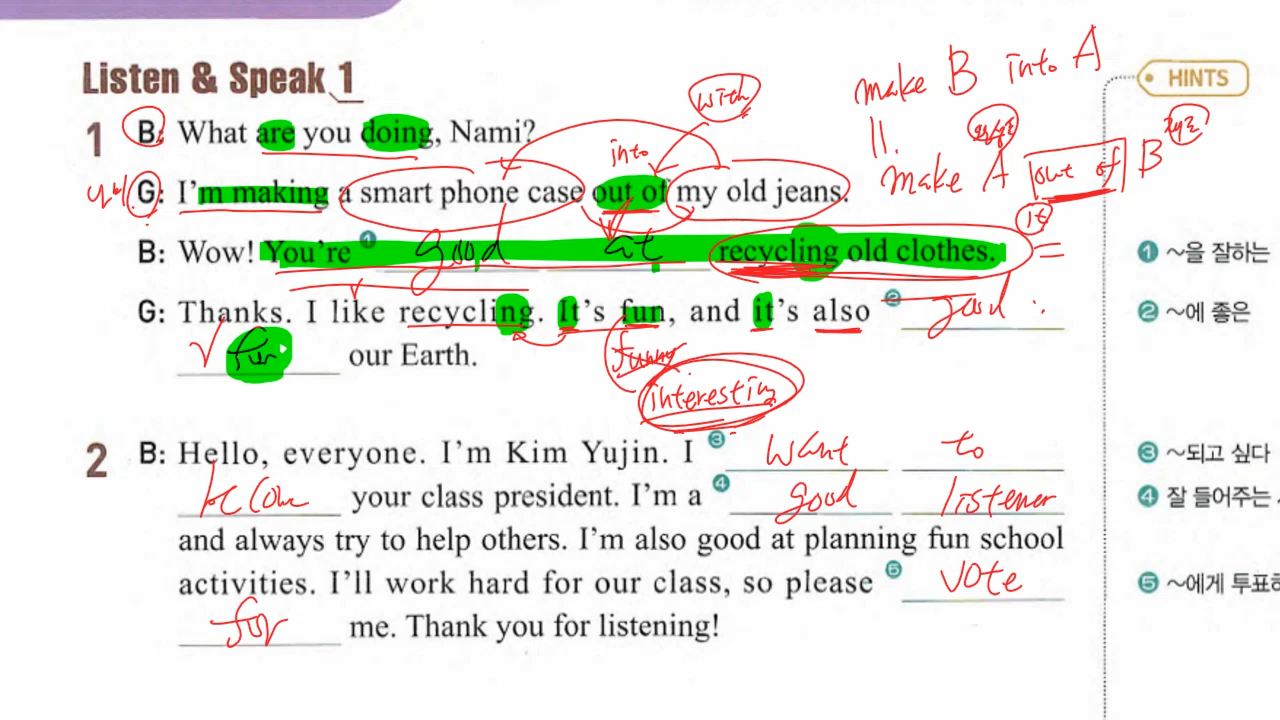 Listen & Speak 1
make B into A
HINTS
with
||
1 B: What are you doing, Nami?
into
make A out of B
G: I'm making a smart phone case out of my old jeans.
it
B: Wow! You're ① good at recycling old clothes. =
① ~을 잘하는
G: Thanks. I like recycling. It's fun, and it's also ② good
② ~에 좋은
for our Earth.
funny
interesting
2 B: Hello, everyone. I'm Kim Yujin. I ③ want to
③ ~되고 싶다
become your class president. I'm a ④ good listener
④ 잘 들어주는
and always try to help others. I'm also good at planning fun school
activities. I'll work hard for our class, so please ⑤ vote
⑤ ~에게 투표하
for me. Thank you for listening!